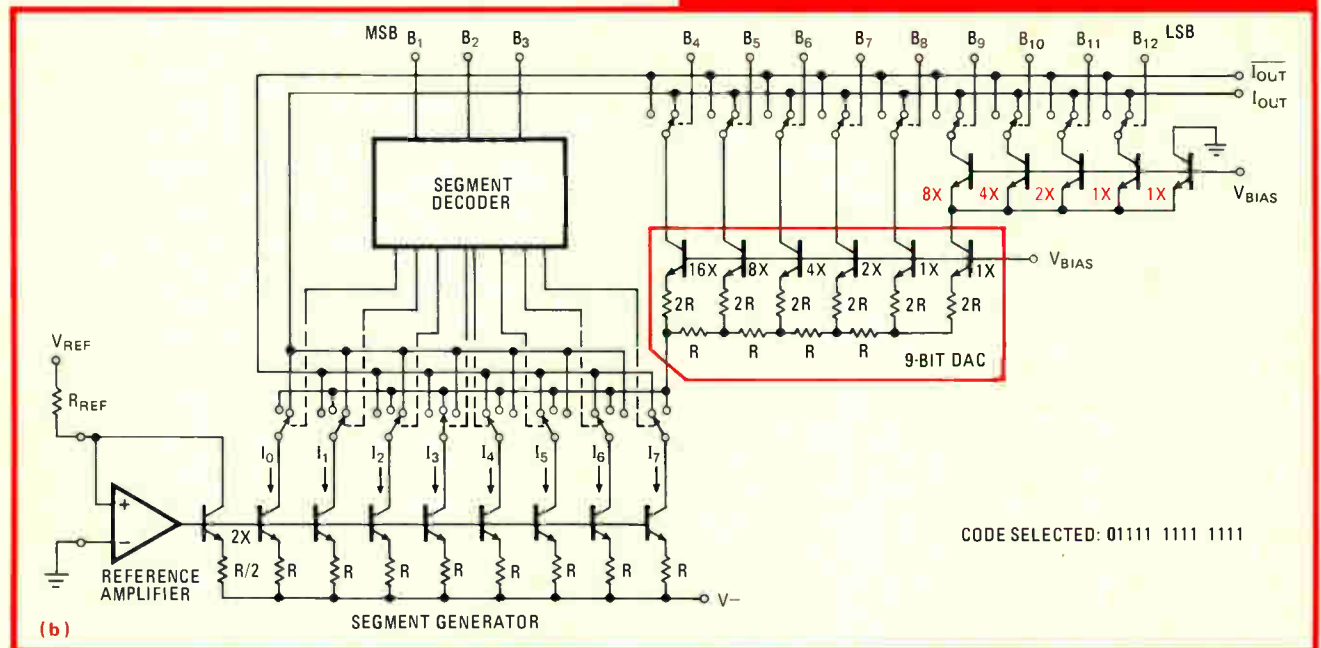 MSB B1 B2 B3 B4 B5 B6 B7 B8 B9 B10 B11 B12 LSB
IOUT
IOUT
SEGMENT
DECODER
8X 4X 2X 1X 1X
VBIAS
16X 8X 4X 2X 1X 1X
VBIAS
2R 2R 2R 2R 2R 2R
R R R R
9-BIT DAC
VREF
RREF
I0 I1 I2 I3 I4 I5 I6 I7
+
−
2X
R/2 R R R R R R R R
REFERENCE
AMPLIFIER
V−
SEGMENT GENERATOR
CODE SELECTED: 01111 1111 1111
(b)